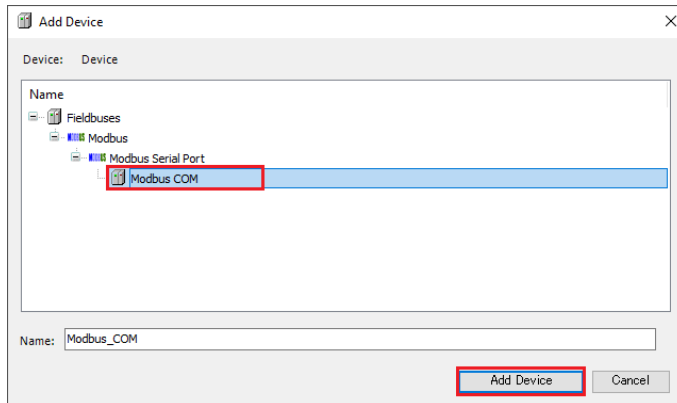 Add Device
Device: Device
Name
Fieldbuses
Modbus
Modbus Serial Port
Modbus COM
Name: Modbus_COM
Add Device Cancel